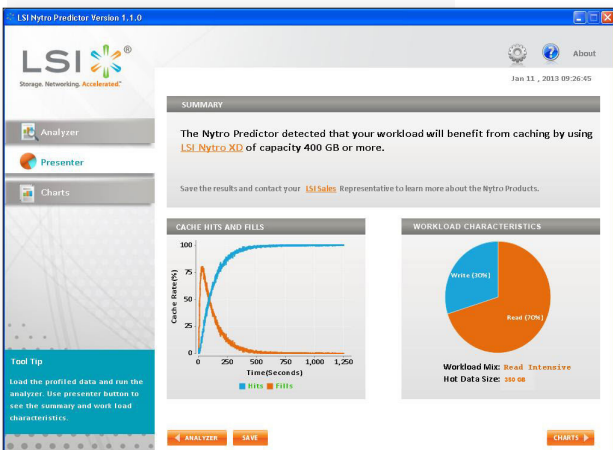 LSI Nytro Predictor Version 1.1.0
LSI®
Storage. Networking. Accelerated.™
About
Jan 11 , 2013 09:26:45
Analyzer
Presenter
Charts
SUMMARY
The Nytro Predictor detected that your workload will benefit from caching by using
LSI Nytro XD of capacity 400 GB or more.
Save the results and contact your LSI Sales Representative to learn more about the Nytro Products.
CACHE HITS AND FILLS
100
75
50
25
0
Cache Rate(%)
0 250 500 750 1,000 1,250
Time(Seconds)
Hits Fills
WORKLOAD CHARACTERISTICS
Write (30%)
Read (70%)
Workload Mix: Read Intensive
Hot Data Size: 350 GB
Tool Tip
Load the profiled data and run the
analyzer. Use presenter button to
see the summary and work load
characteristics.
ANALYZER
SAVE
CHARTS